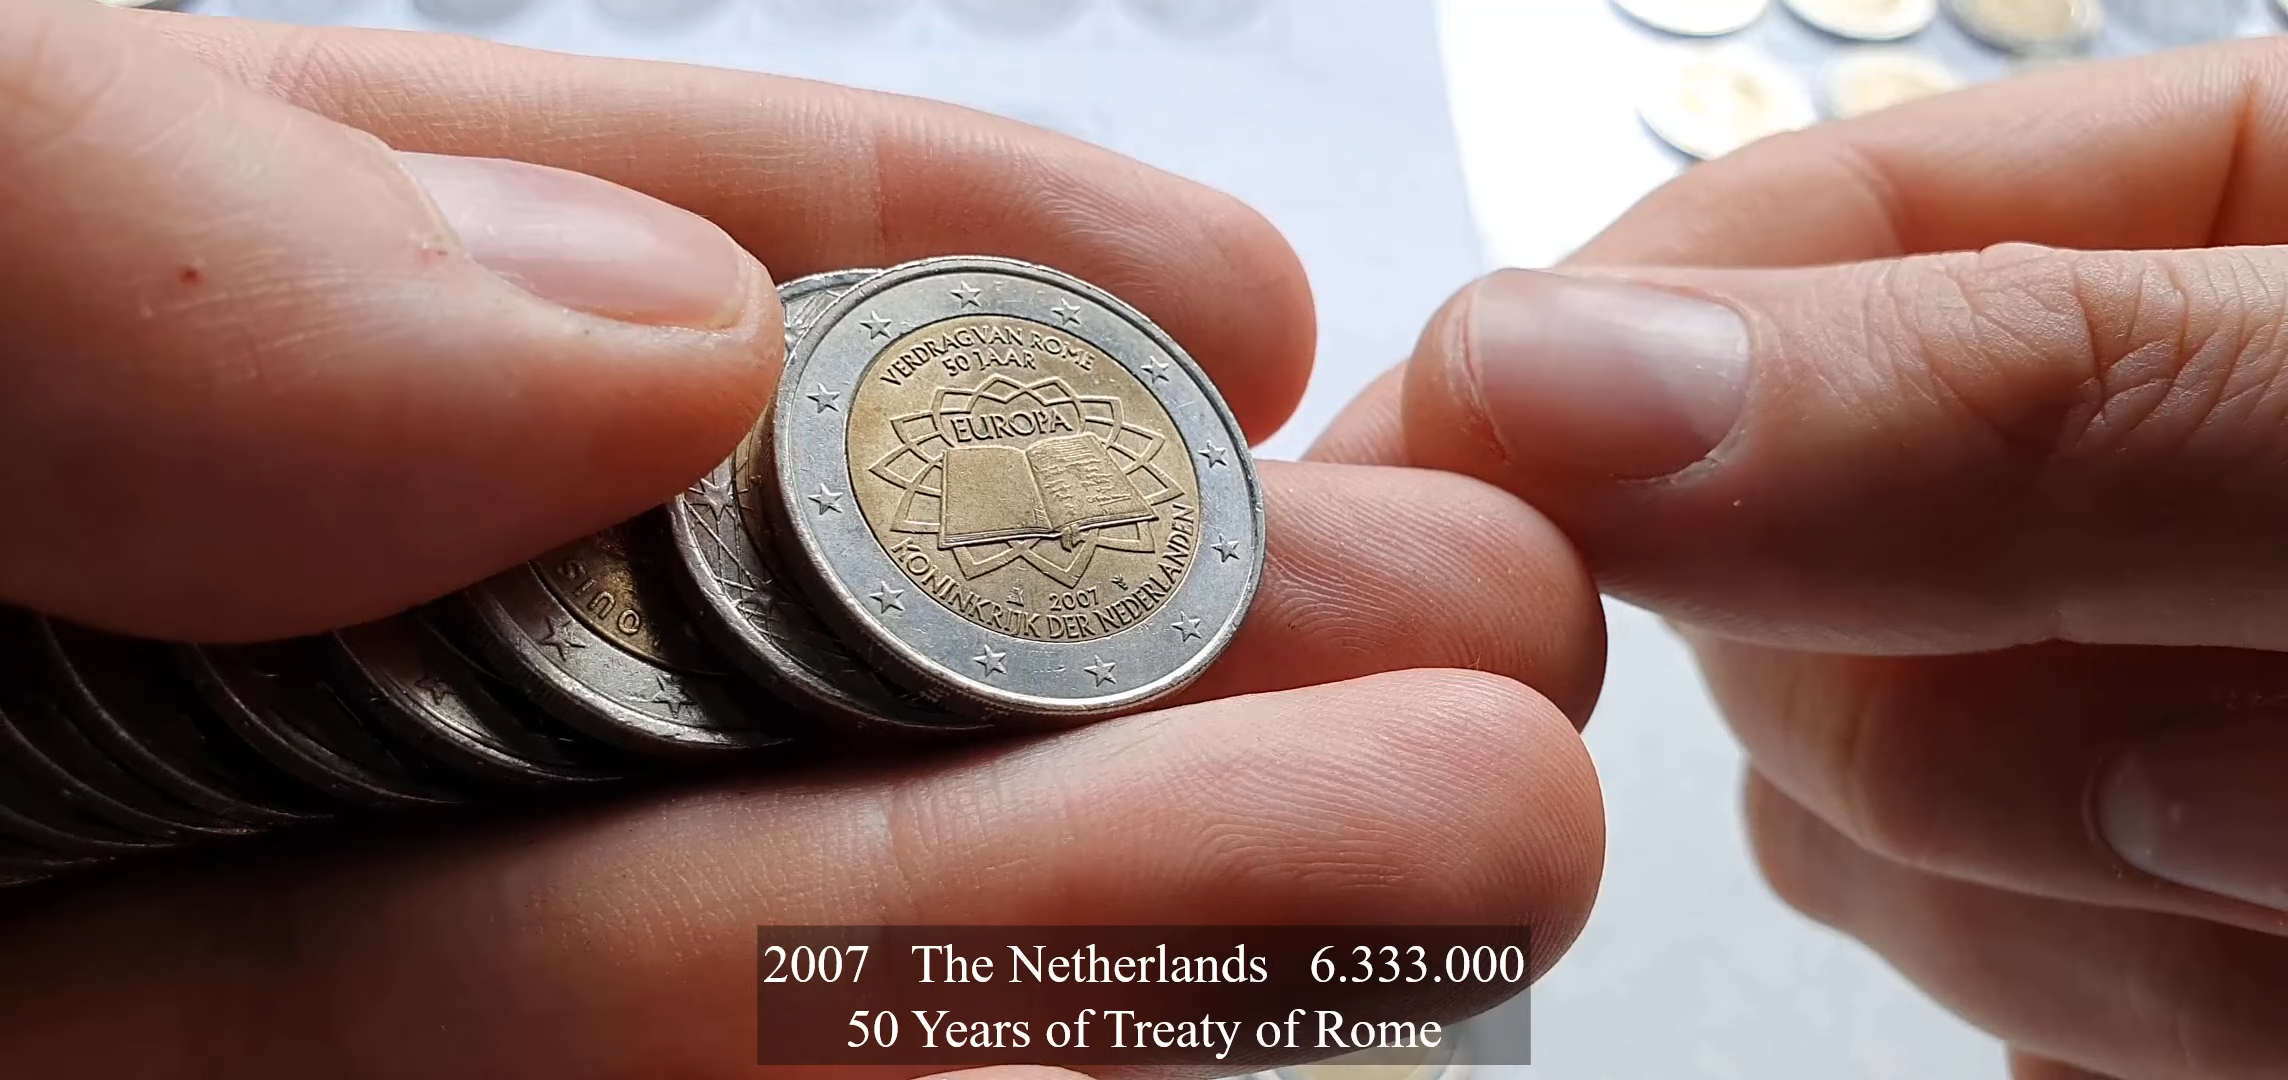 VERDRAG VAN ROME
50 JAAR
EUROPA
2007
KONINKRIJK DER NEDERLANDEN
2007 The Netherlands 6.333.000
50 Years of Treaty of Rome